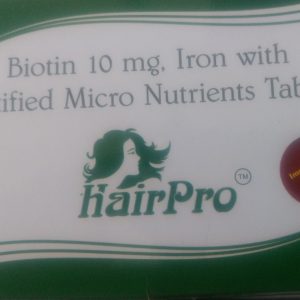 Biotin 10 mg, Iron with
tified Micro Nutrients Tab
HairPro
TM